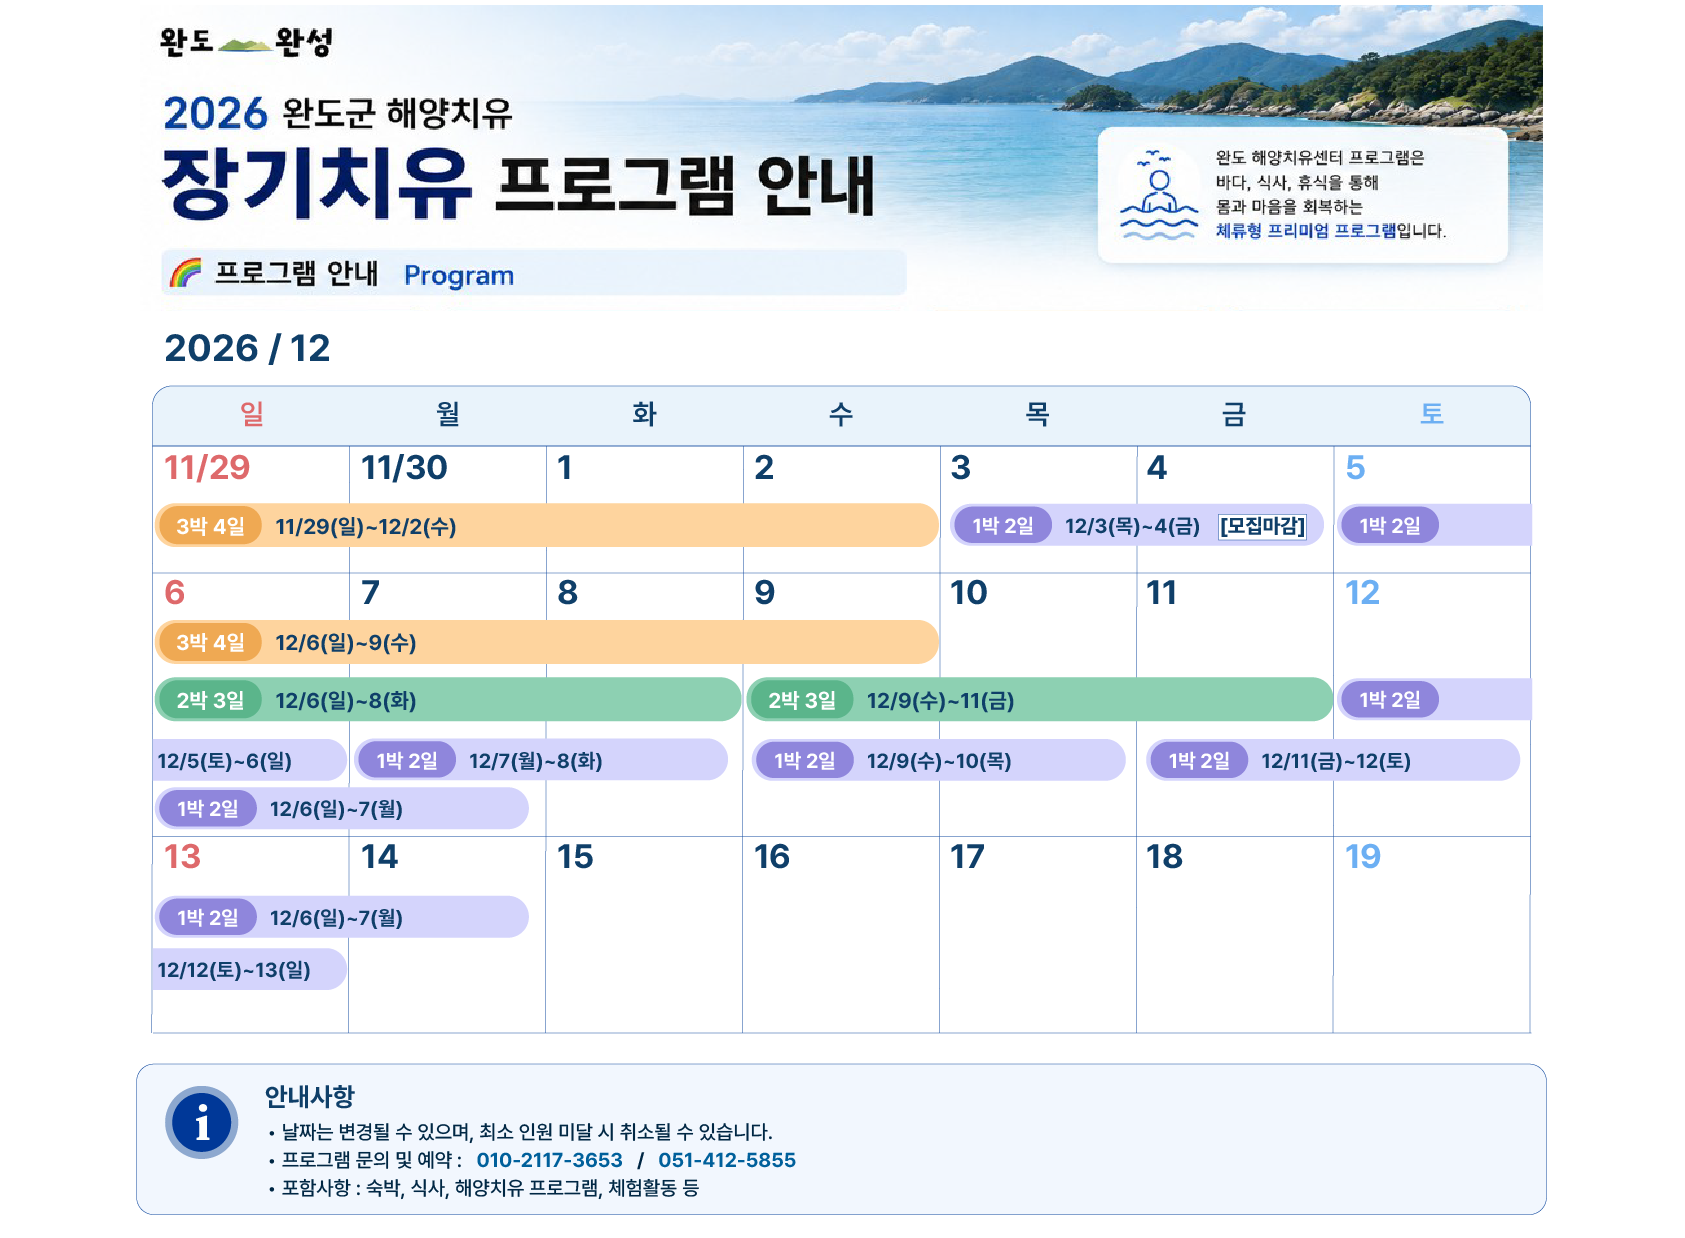 완도 완성
2026 완도군 해양치유
장기치유 프로그램 안내
완도 해양치유센터 프로그램은
바다, 식사, 휴식을 통해
몸과 마음을 회복하는
체류형 프리미엄 프로그램입니다.
프로그램 안내 Program
2026 / 12
일 월 화 수 목 금 토
11/29 11/30 1 2 3 4 5
3박 4일 11/29(일)~12/2(수) 1박 2일 12/3(목)~4(금) [모집마감] 1박 2일
6 7 8 9 10 11 12
3박 4일 12/6(일)~9(수)
2박 3일 12/6(일)~8(화) 2박 3일 12/9(수)~11(금) 1박 2일
12/5(토)~6(일) 1박 2일 12/7(월)~8(화) 1박 2일 12/9(수)~10(목) 1박 2일 12/11(금)~12(토)
1박 2일 12/6(일)~7(월)
13 14 15 16 17 18 19
1박 2일 12/6(일)~7(월)
12/12(토)~13(일)
안내사항
• 날짜는 변경될 수 있으며, 최소 인원 미달 시 취소될 수 있습니다.
• 프로그램 문의 및 예약 : 010-2117-3653 / 051-412-5855
• 포함사항 : 숙박, 식사, 해양치유 프로그램, 체험활동 등